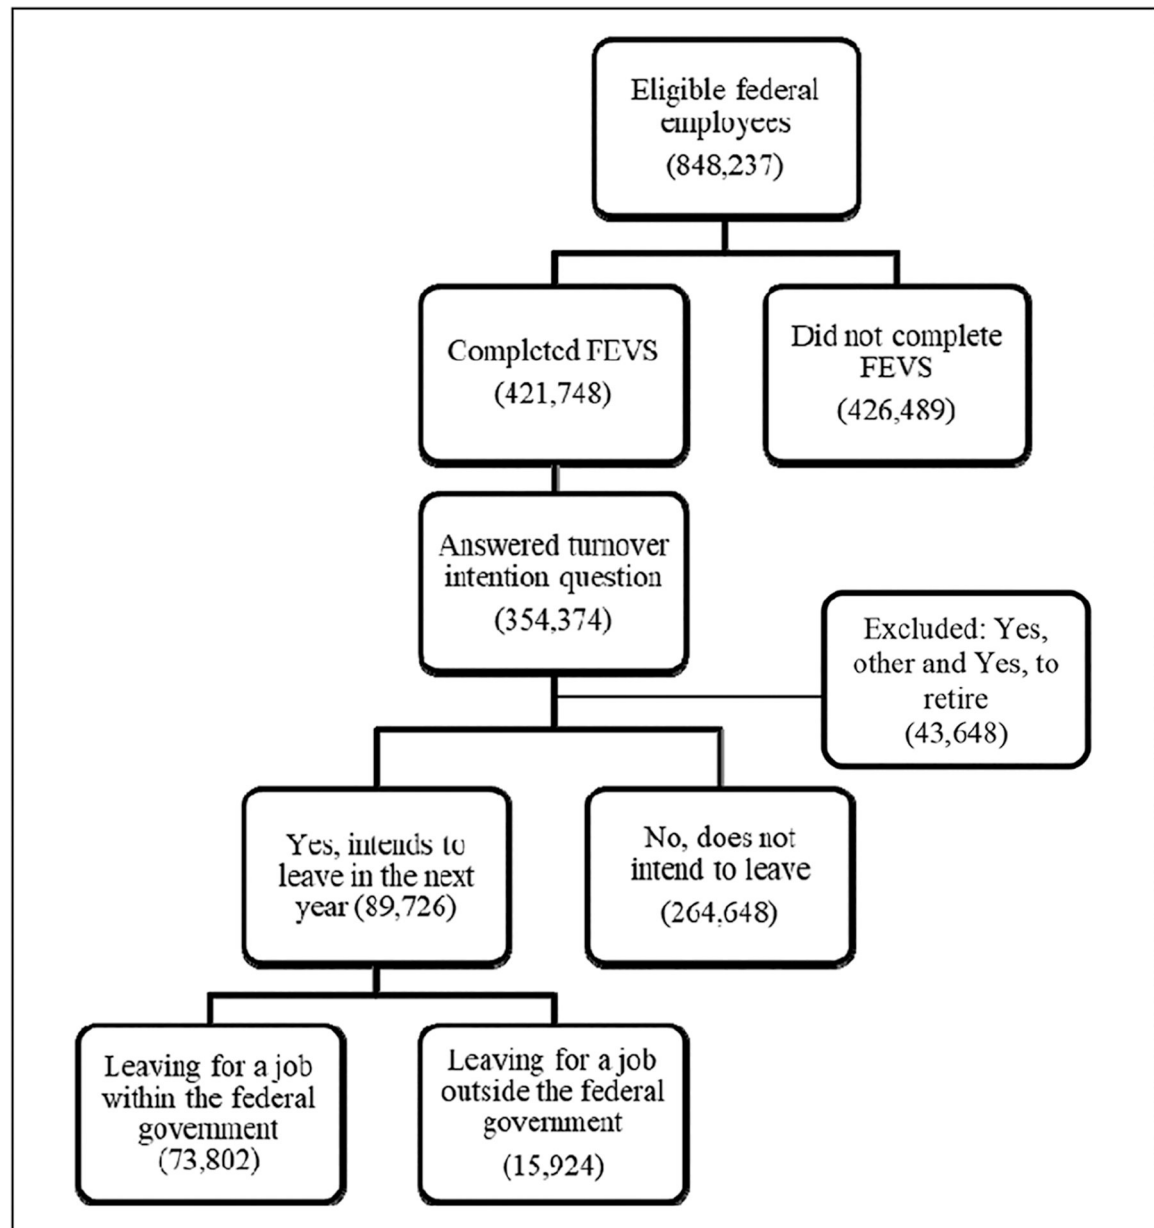 Eligible federal
employees
(848,237)
Completed FEVS
(421,748)
Did not complete
FEVS
(426,489)
Answered turnover
intention question
(354,374)
Excluded: Yes,
other and Yes, to
retire
(43,648)
Yes, intends to
leave in the next
year (89,726)
No, does not
intend to leave
(264,648)
Leaving for a job
within the federal
government
(73,802)
Leaving for a job
outside the federal
government
(15,924)